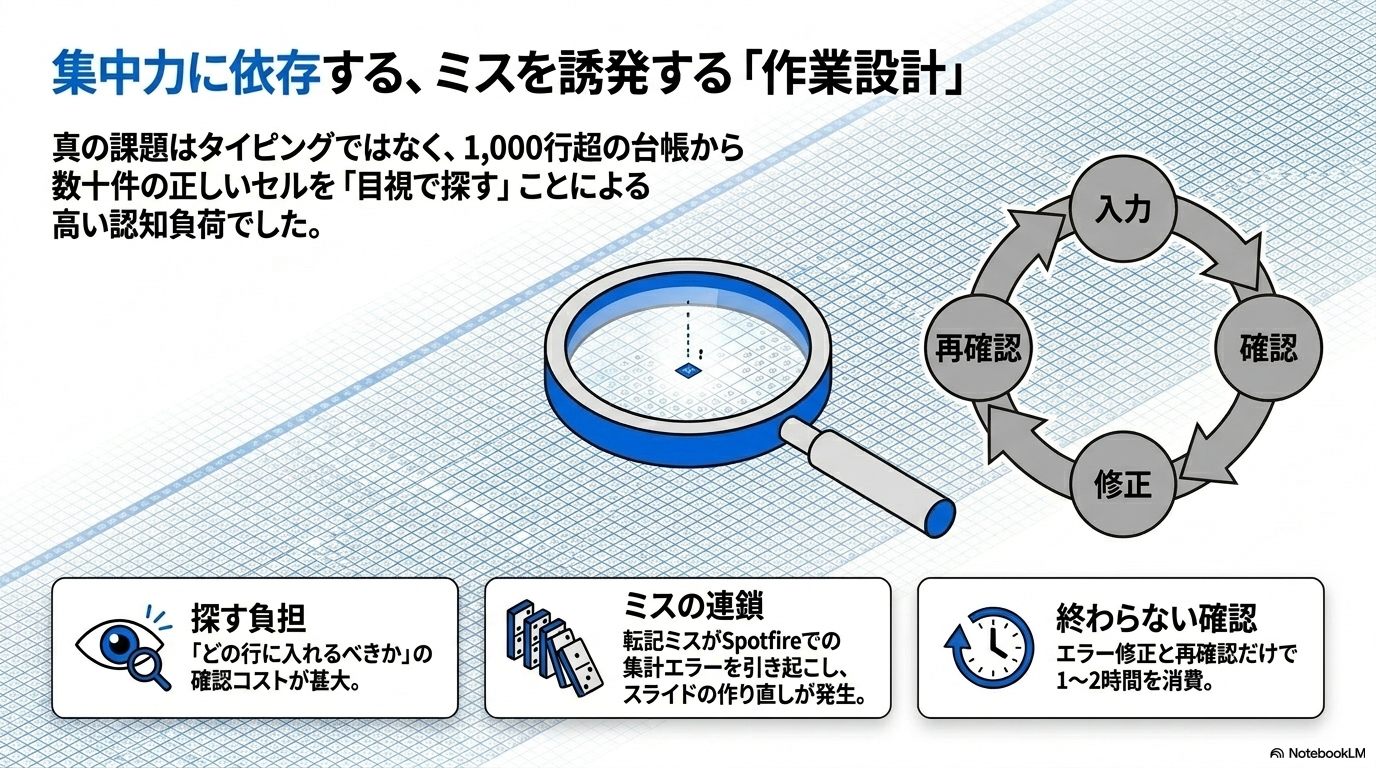 集中力に依存する、ミスを誘発する「作業設計」
真の課題はタイピングではなく、1,000行超の台帳から
数十件の正しいセルを「目視で探す」ことによる
高い認知負荷でした。
入力
再確認
確認
修正
探す負担
「どの行に入れるべきか」の
確認コストが甚大。
ミスの連鎖
転記ミスがSpotfireでの
集計エラーを引き起こし、
スライドの作り直しが発生。
終わらない確認
エラー修正と再確認だけで
1〜2時間を消費。
NotebookLM